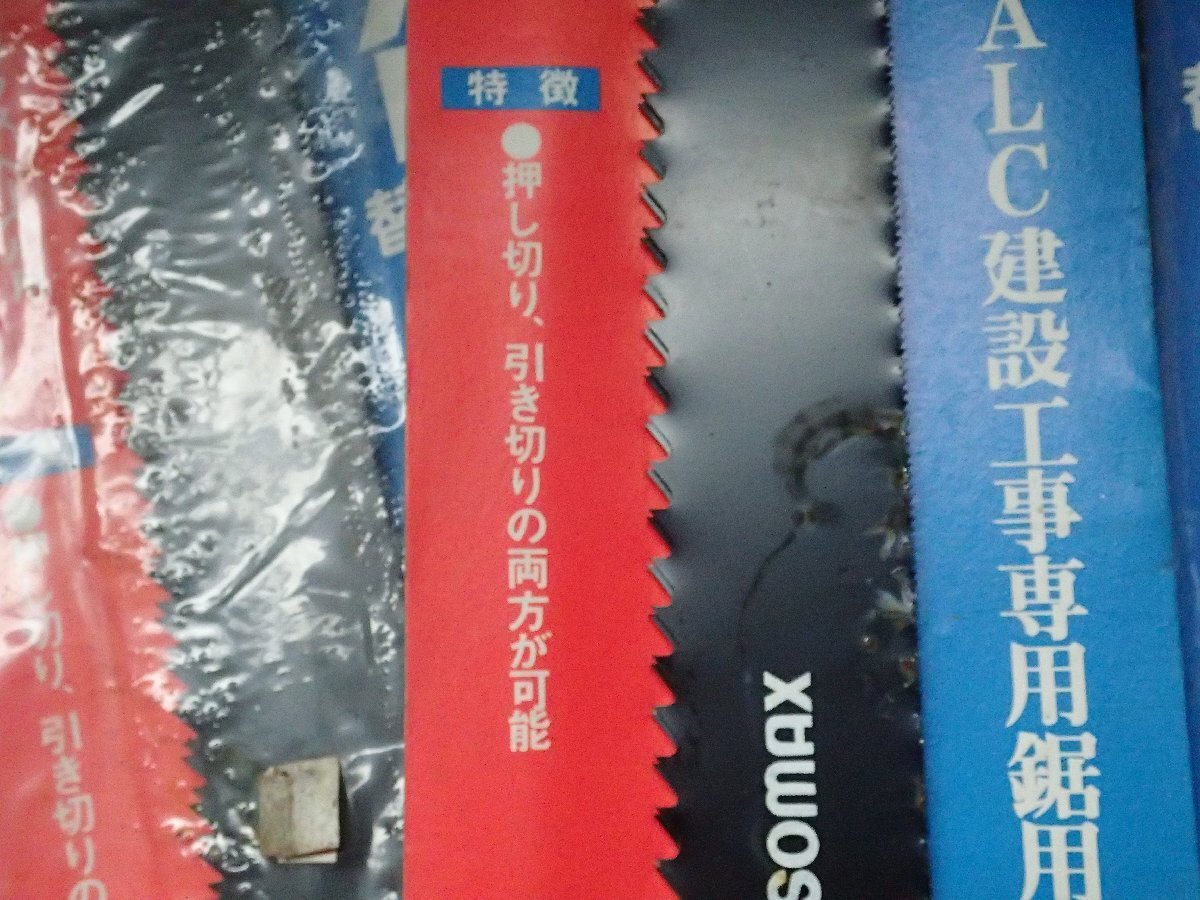 ALC建設工事専用鋸用
SOMAX
特徴
●押し切り、引き切りの両方が可能
替
切り、引き切りの